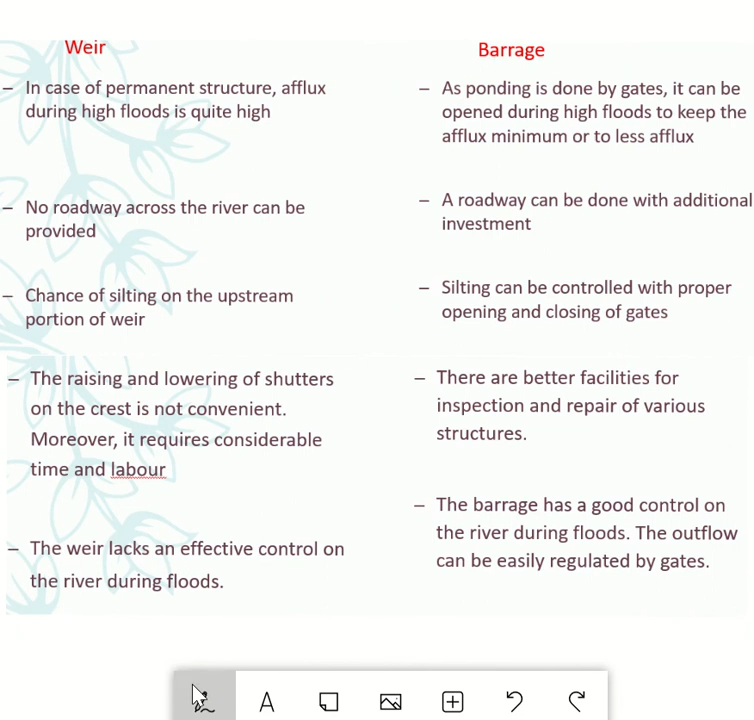 Weir
– In case of permanent structure, afflux
during high floods is quite high
– No roadway across the river can be
provided
– Chance of silting on the upstream
portion of weir
– The raising and lowering of shutters
on the crest is not convenient.
Moreover, it requires considerable
time and labour
– The weir lacks an effective control on
the river during floods.
Barrage
– As ponding is done by gates, it can be
opened during high floods to keep the
afflux minimum or to less afflux
– A roadway can be done with additional
investment
– Silting can be controlled with proper
opening and closing of gates
– There are better facilities for
inspection and repair of various
structures.
– The barrage has a good control on
the river during floods. The outflow
can be easily regulated by gates.
A